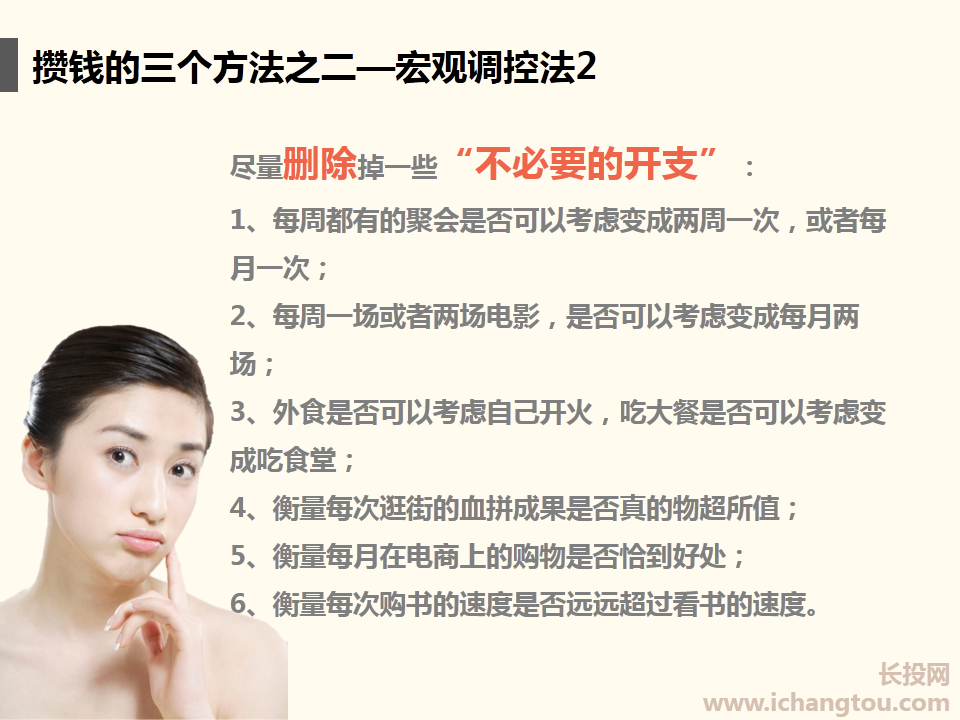 攒钱的三个方法之二—宏观调控法2
尽量删除掉一些“不必要的开支”：
1、每周都有的聚会是否可以考虑变成两周一次，或者每
月一次；
2、每周一场或者两场电影，是否可以考虑变成每月两
场；
3、外食是否可以考虑自己开火，吃大餐是否可以考虑变
成吃食堂；
4、衡量每次逛街的血拼成果是否真的物超所值；
5、衡量每月在电商上的购物是否恰到好处；
6、衡量每次购书的速度是否远远超过看书的速度。
长投网
www.ichangtou.com